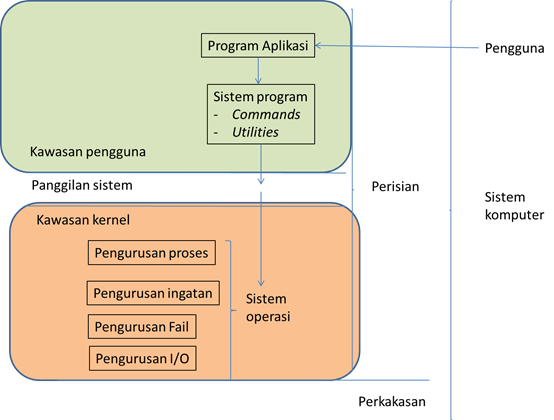 Program Aplikasi
Pengguna
Sistem program
- Commands
- Utilities
Kawasan pengguna
Panggilan sistem
Perisian
Sistem
komputer
Kawasan kernel
Pengurusan proses
Pengurusan ingatan
Sistem
operasi
Pengurusan Fail
Pengurusan I/O
Perkakasan